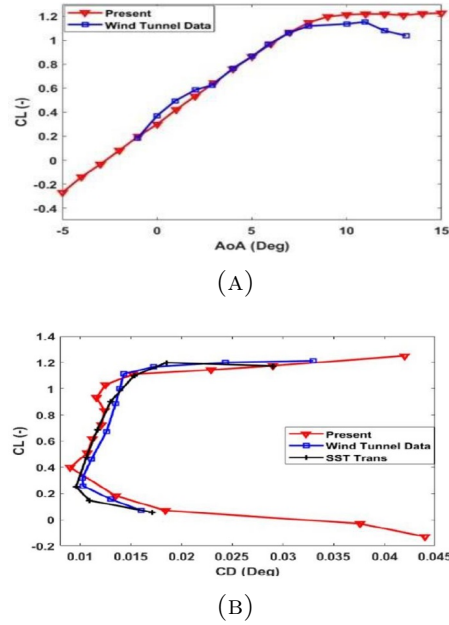 1.2
1
0.8
0.6
0.4
0.2
0
-0.2
-0.4
CL (-)
Present
Wind Tunnel Data
-5 0 5 10 15
AoA (Deg)
(A)
1.4
1.2
1
0.8
0.6
0.4
0.2
0
-0.2
CL (-)
Present
Wind Tunnel Data
SST Trans
0.01 0.015 0.02 0.025 0.03 0.035 0.04 0.045
CD (Deg)
(B)